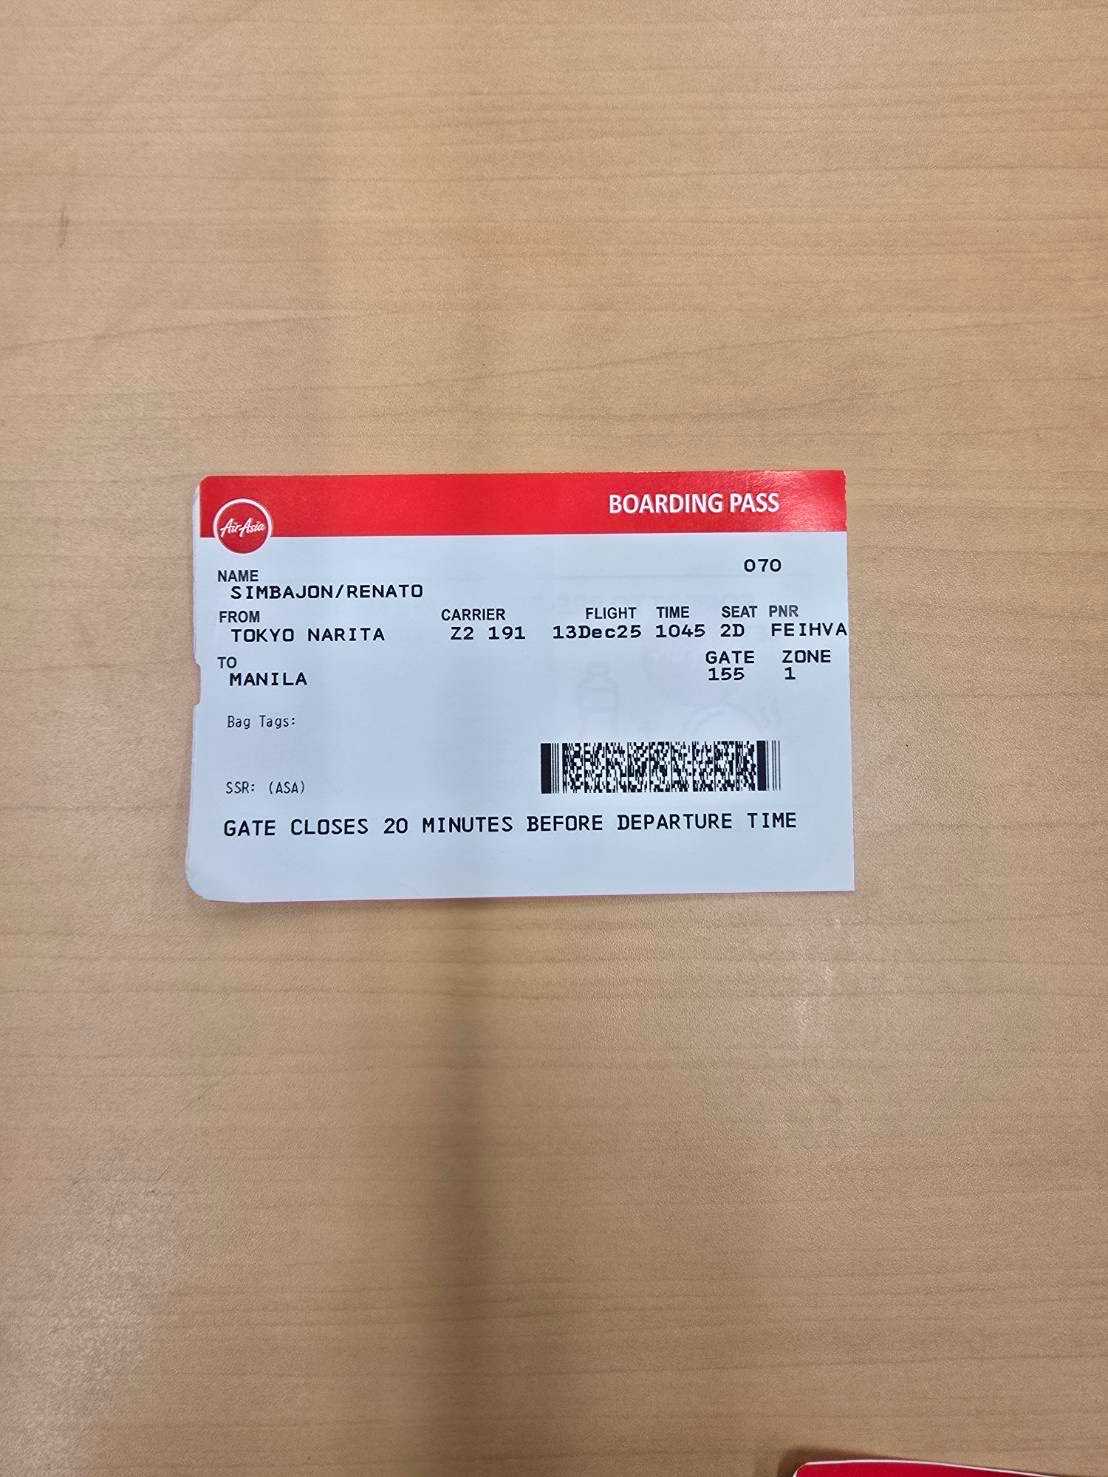 BOARDING PASS
AirAsia
070
NAME
SIMBAJON/RENATO
FROM CARRIER FLIGHT TIME SEAT PNR
TOKYO NARITA Z2 191 13Dec25 1045 2D FEIHVA
TO GATE ZONE
MANILA 155 1
Bag Tags:
SSR: (ASA)
GATE CLOSES 20 MINUTES BEFORE DEPARTURE TIME